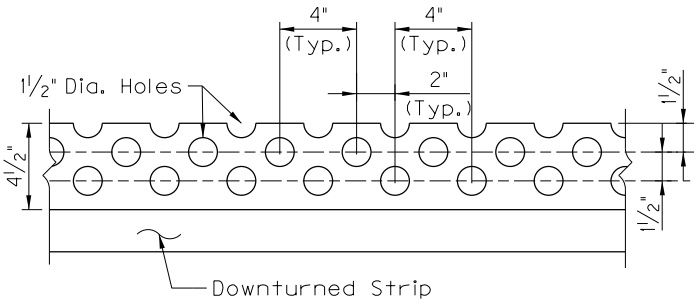 4" 4"
(Typ.) (Typ.)
1½" Dia. Holes
2"
(Typ.)
1½"
4½"
1½"
Downturned Strip